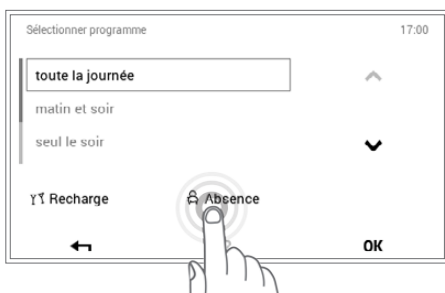 Sélectionner programme 17:00
toute la journée
matin et soir
seul le soir
Recharge Absence
OK